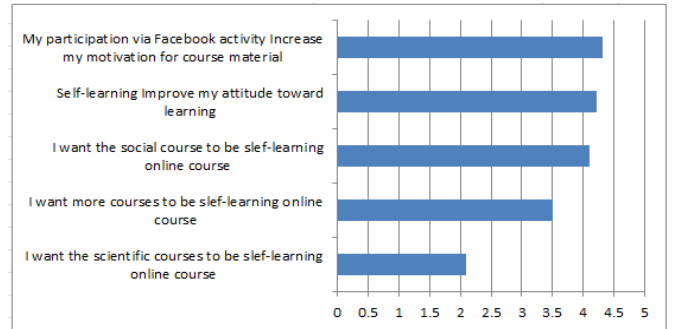 My participation via Facebook activity Increase
my motivation for course material
Self-learning Improve my attitude toward
learning
I want the social course to be slef-learning
online course
I want more courses to be slef-learning online
course
I want the scientific courses to be slef-learning
online course
0 0.5 1 1.5 2 2.5 3 3.5 4 4.5 5